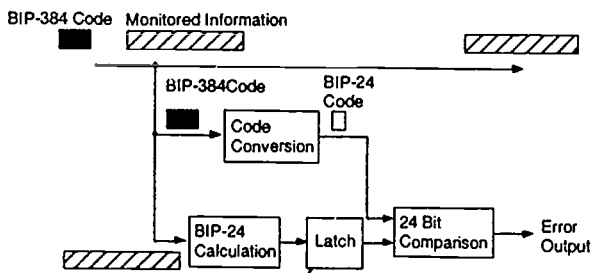 BIP-384 Code Monitored Information
BIP-384Code
BIP-24
Code
Code
Conversion
BIP-24
Calculation
Latch
24 Bit
Comparison
Error
Output